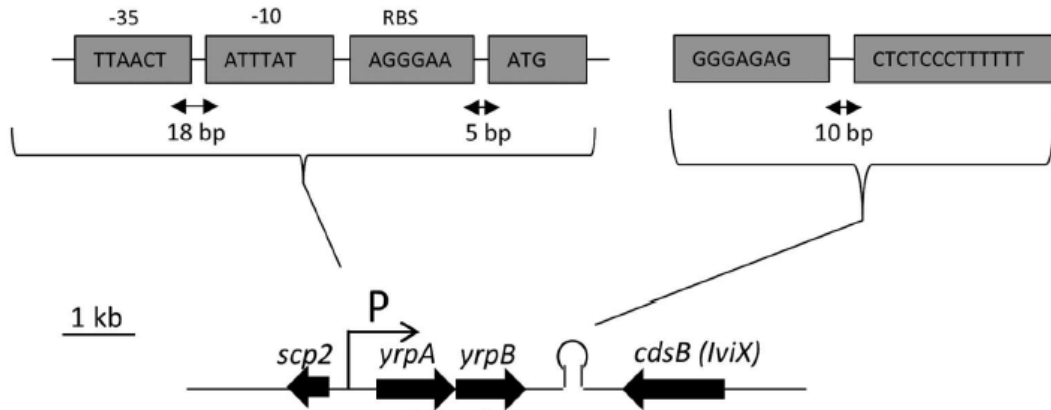 -35 -10 RBS
TTAACT ATTTAT AGGGAA ATG GGGAGAG CTCTCCCTTTTTT
18 bp 5 bp 10 bp
P
1 kb
scp2 yrpA yrpB cdsB (IviX)